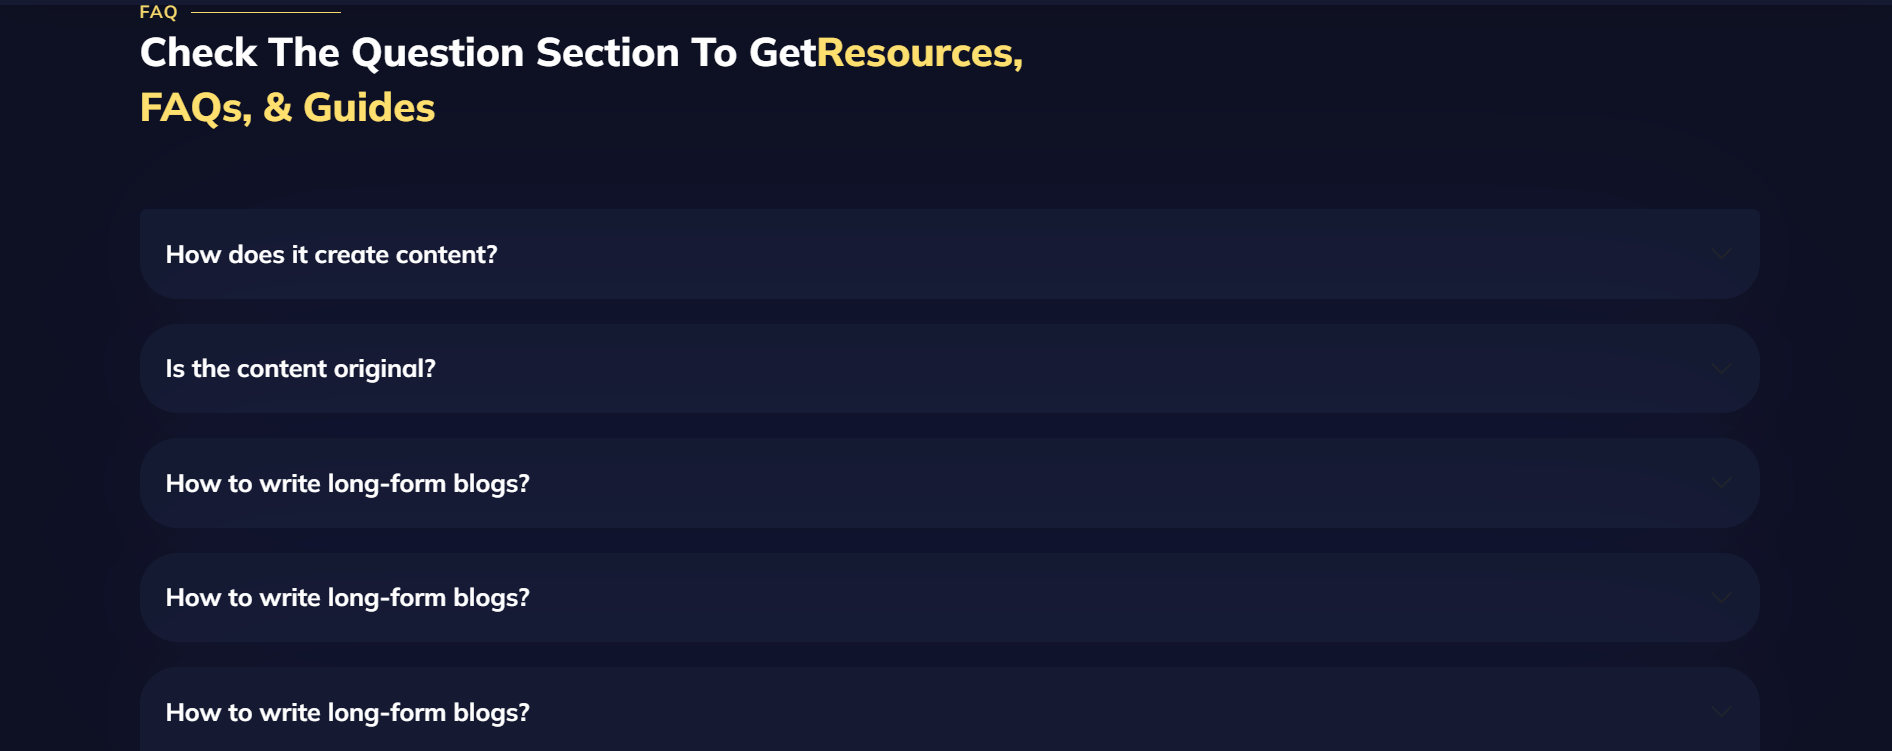 FAQ
Check The Question Section To GetResources,
FAQs, & Guides
How does it create content?
Is the content original?
How to write long-form blogs?
How to write long-form blogs?
How to write long-form blogs?